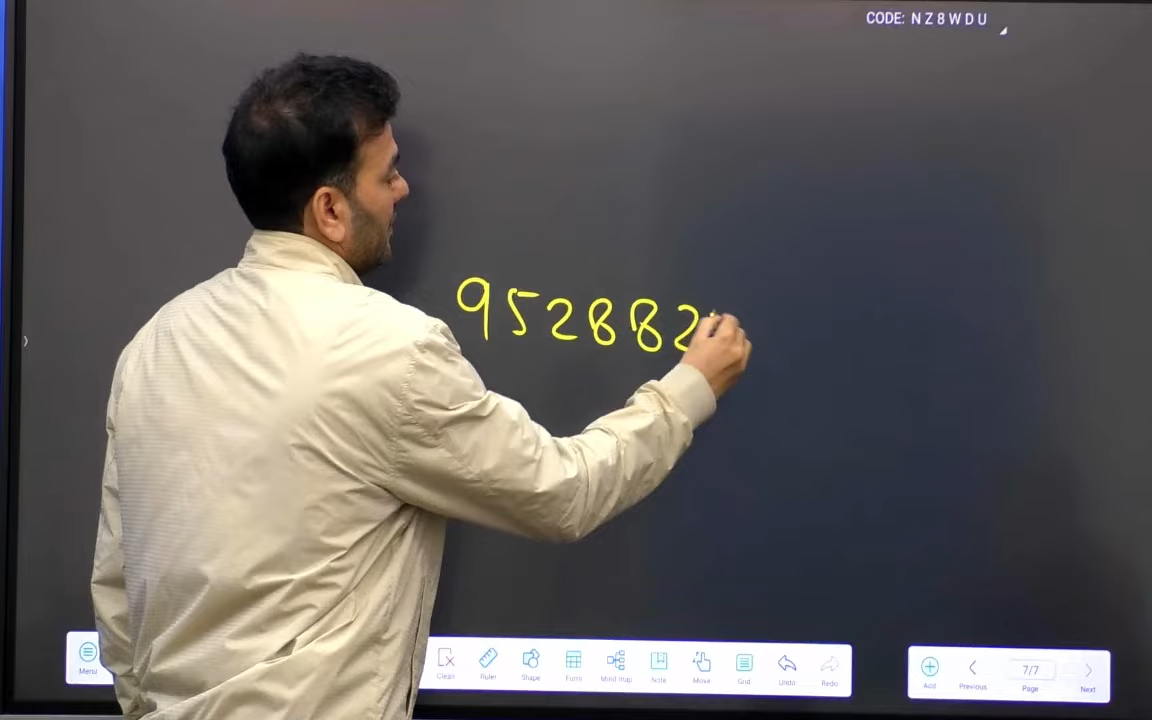 CODE: NZ8WDU
952882
Menu
Clean
Ruler
Shape
Form
Mind map
Note
Move
Grid
Undo
Redo
Add
Previous
7/7
Page
Next